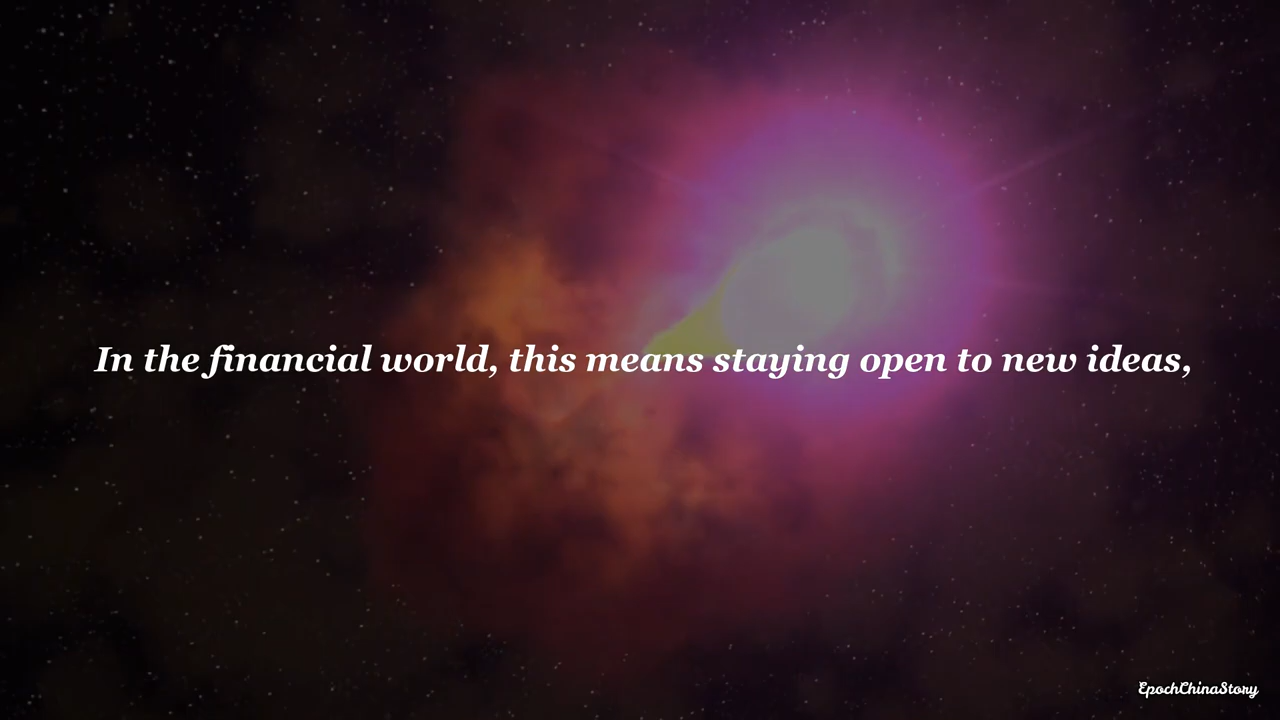 In the financial world, this means staying open to new ideas,
EpochChinaStory